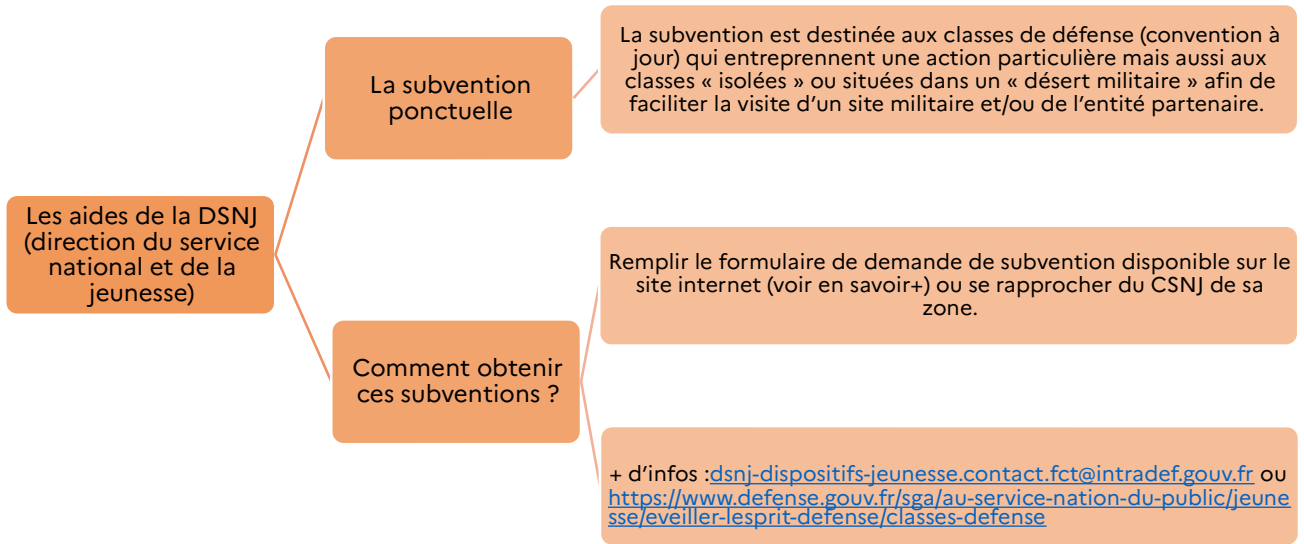 Les aides de la DSNJ
(direction du service
national et de la
jeunesse)
La subvention
ponctuelle
La subvention est destinée aux classes de défense (convention à
jour) qui entreprennent une action particulière mais aussi aux
classes « isolées » ou situées dans un « désert militaire » afin de
faciliter la visite d’un site militaire et/ou de l’entité partenaire.
Comment obtenir
ces subventions ?
Remplir le formulaire de demande de subvention disponible sur le
site internet (voir en savoir+) ou se rapprocher du CSNJ de sa
zone.
+ d’infos :dsnj-dispositifs-jeunesse.contact.fct@intradef.gouv.fr ou
https://www.defense.gouv.fr/sga/au-service-nation-du-public/jeune
sse/eveiller-lesprit-defense/classes-defense